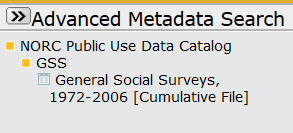 Advanced Metadata Search
NORC Public Use Data Catalog
GSS
General Social Surveys,
1972-2006 [Cumulative File]